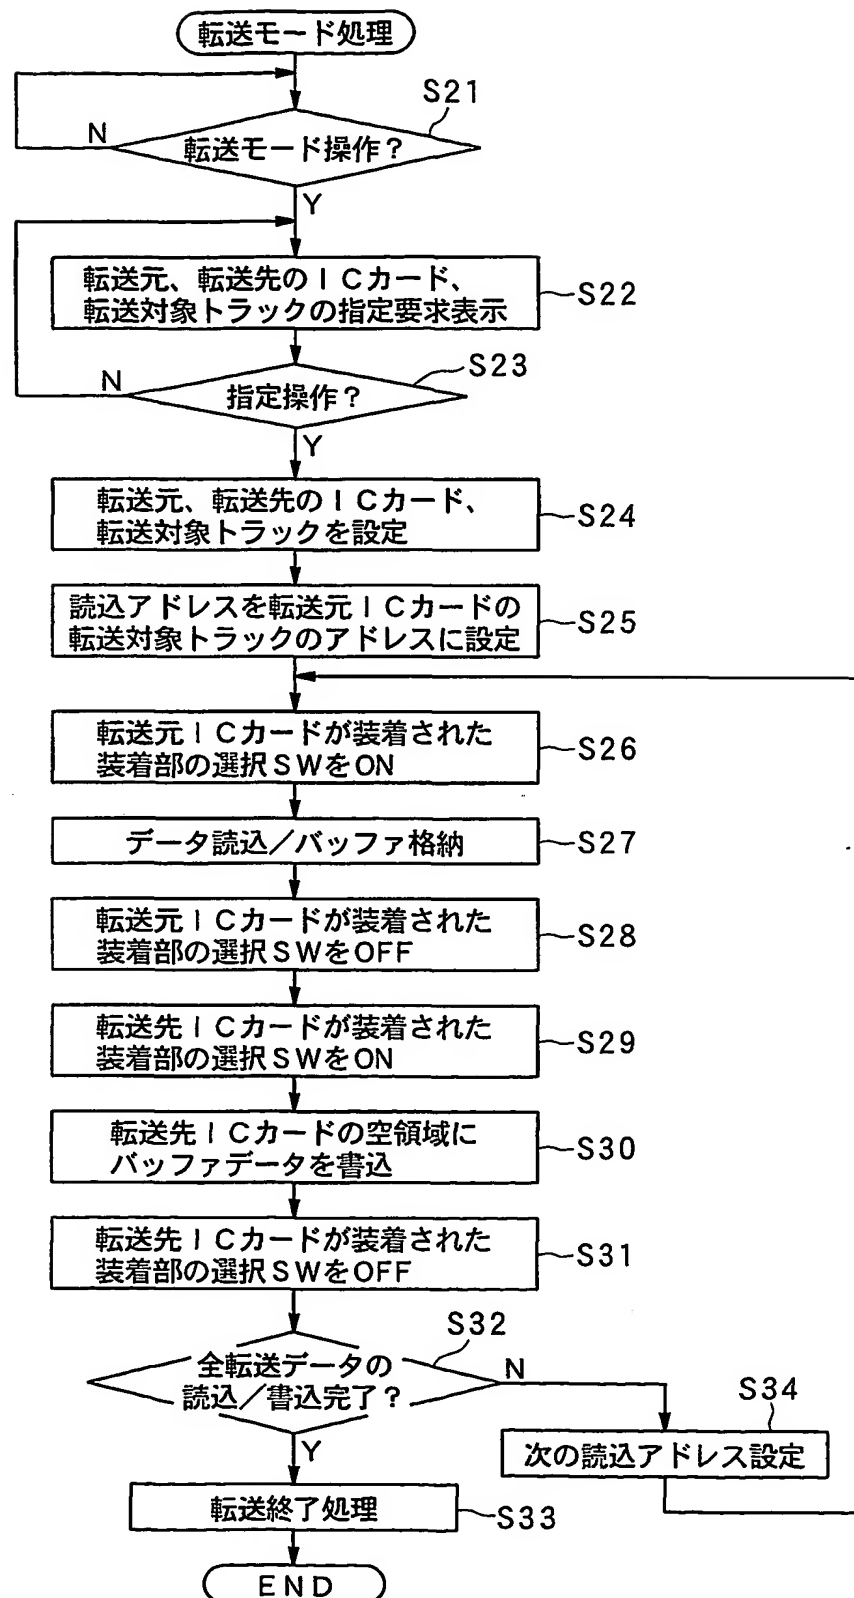 転送モード処理
S21
N
転送モード操作？
Y
転送元、転送先のＩＣカード、
転送対象トラックの指定要求表示
S22
S23
N
指定操作？
Y
転送元、転送先のＩＣカード、
転送対象トラックを設定
S24
読込アドレスを転送元ＩＣカードの
転送対象トラックのアドレスに設定
S25
転送元ＩＣカードが装着された
装着部の選択ＳＷをON
S26
データ読込／バッファ格納
S27
転送元ＩＣカードが装着された
装着部の選択ＳＷをOFF
S28
転送先ＩＣカードが装着された
装着部の選択ＳＷをON
S29
転送先ＩＣカードの空領域に
バッファデータを書込
S30
転送先ＩＣカードが装着された
装着部の選択ＳＷをOFF
S31
S32
全転送データの
読込／書込完了？
N
Y
S34
次の読込アドレス設定
転送終了処理
S33
END